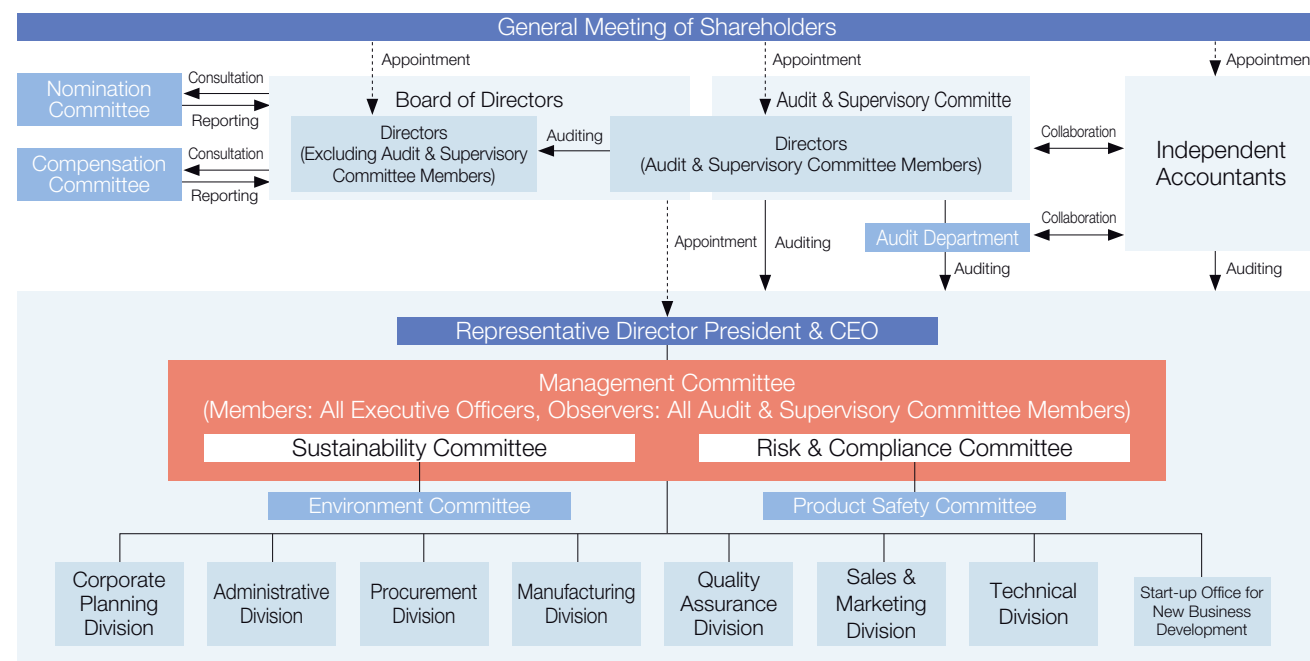 General Meeting of Shareholders
Appointment
Appointment
Appointmen
Nomination
Committee
Consultation
Reporting
Compensation
Committee
Consultation
Reporting
Board of Directors
Directors
(Excluding Audit & Supervisory
Committee Members)
Auditing
Audit & Supervisory Committe
Directors
(Audit & Supervisory Committee Members)
Collaboration
Independent
Accountants
Collaboration
Audit Department
Appointment
Auditing
Auditing
Auditing
Representative Director President & CEO
Management Committee
(Members: All Executive Officers, Observers: All Audit & Supervisory Committee Members)
Sustainability Committee
Risk & Compliance Committee
Environment Committee
Product Safety Committee
Corporate
Planning
Division
Administrative
Division
Procurement
Division
Manufacturing
Division
Quality
Assurance
Division
Sales &
Marketing
Division
Technical
Division
Start-up Office for
New Business
Development